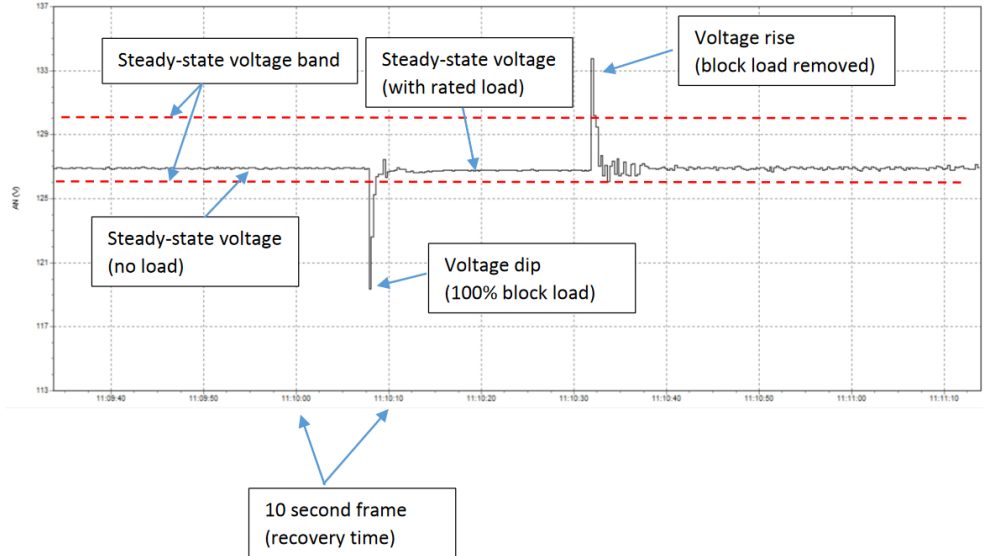 137
133
129
125
121
117
113
AN (V)
Steady-state voltage band
Steady-state voltage
(with rated load)
Voltage rise
(block load removed)
Steady-state voltage
(no load)
Voltage dip
(100% block load)
11:09:40
11:09:50
11:10:00
11:10:10
11:10:20
11:10:30
11:10:40
11:10:50
11:11:00
11:11:10
10 second frame
(recovery time)